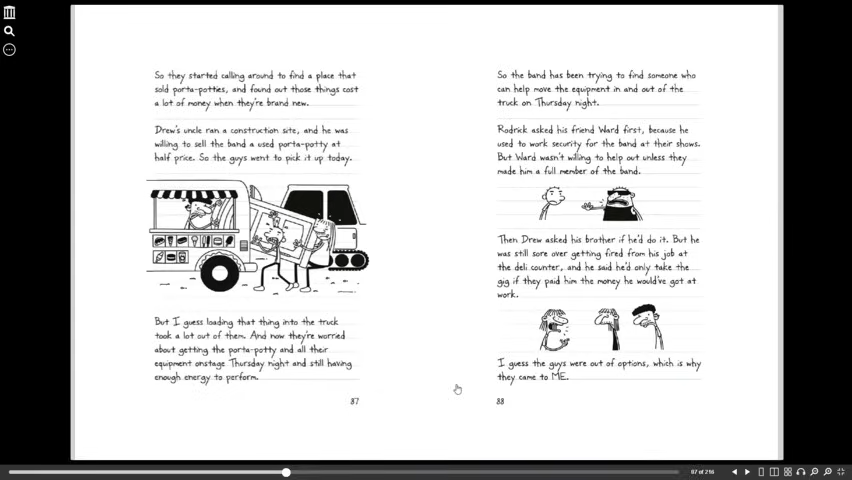 So they started calling around to find a place that
sold porta-potties, and found out those things cost
a lot of money when they're brand new.
Drew's uncle ran a construction site, and he was
willing to sell the band a used porta-potty at
half price. So the guys went to pick it up today.
But I guess loading that thing into the truck
took a lot out of them. And now they're worried
about getting the porta-potty and all their
equipment onstage Thursday night and still having
enough energy to perform.
87
So the band has been trying to find someone who
can help move the equipment in and out of the
truck on Thursday night.
Rodrick asked his friend Ward first, because he
used to work security for the band at their shows.
But Ward wasn't willing to help out unless they
made him a full member of the band.
Then Drew asked his brother if he'd do it. But he
was still sore over getting fired from his job at
the deli counter, and he said he'd only take the
gig if they paid him the money he would've got at
work.
I guess the guys were out of options, which is why
they came to ME.
88
87 of 216